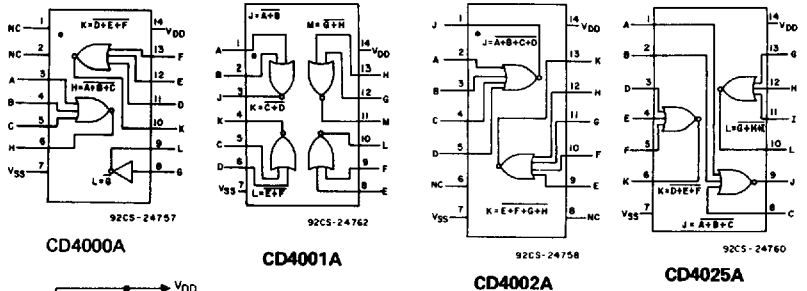 K=D+E+F
NC 1
14 VDD
NC 2
13 F
H=A+B+C
12 E
A 3
11 D
B 4
10 K
C 5
9 L
H 6
8 G
VSS 7
L=G
92CS-24757
CD4000A
J=A+B
M=G+H
A 1
14 VDD
B 2
13 H
J 3
12 G
K=C+D
11 M
K 4
10 L
C 5
9 F
D 6
8 E
VSS 7
L=E+F
92CS-24762
CD4001A
J 1
14 VDD
J=A+B+C+D
A 2
13 K
B 3
12 H
C 4
11 G
D 5
10 F
NC 6
9 E
VSS 7
8 NC
K=E+F+G+H
92CS-24758
CD4002A
A 1
14 VDD
B 2
13 G
D 3
12 H
E 4
11 I
L=G+H+I
F 5
10 L
K 6
9 J
K=D+E+F
VSS 7
8 C
J=A+B+C
92CS-24760
CD4025A
VDD